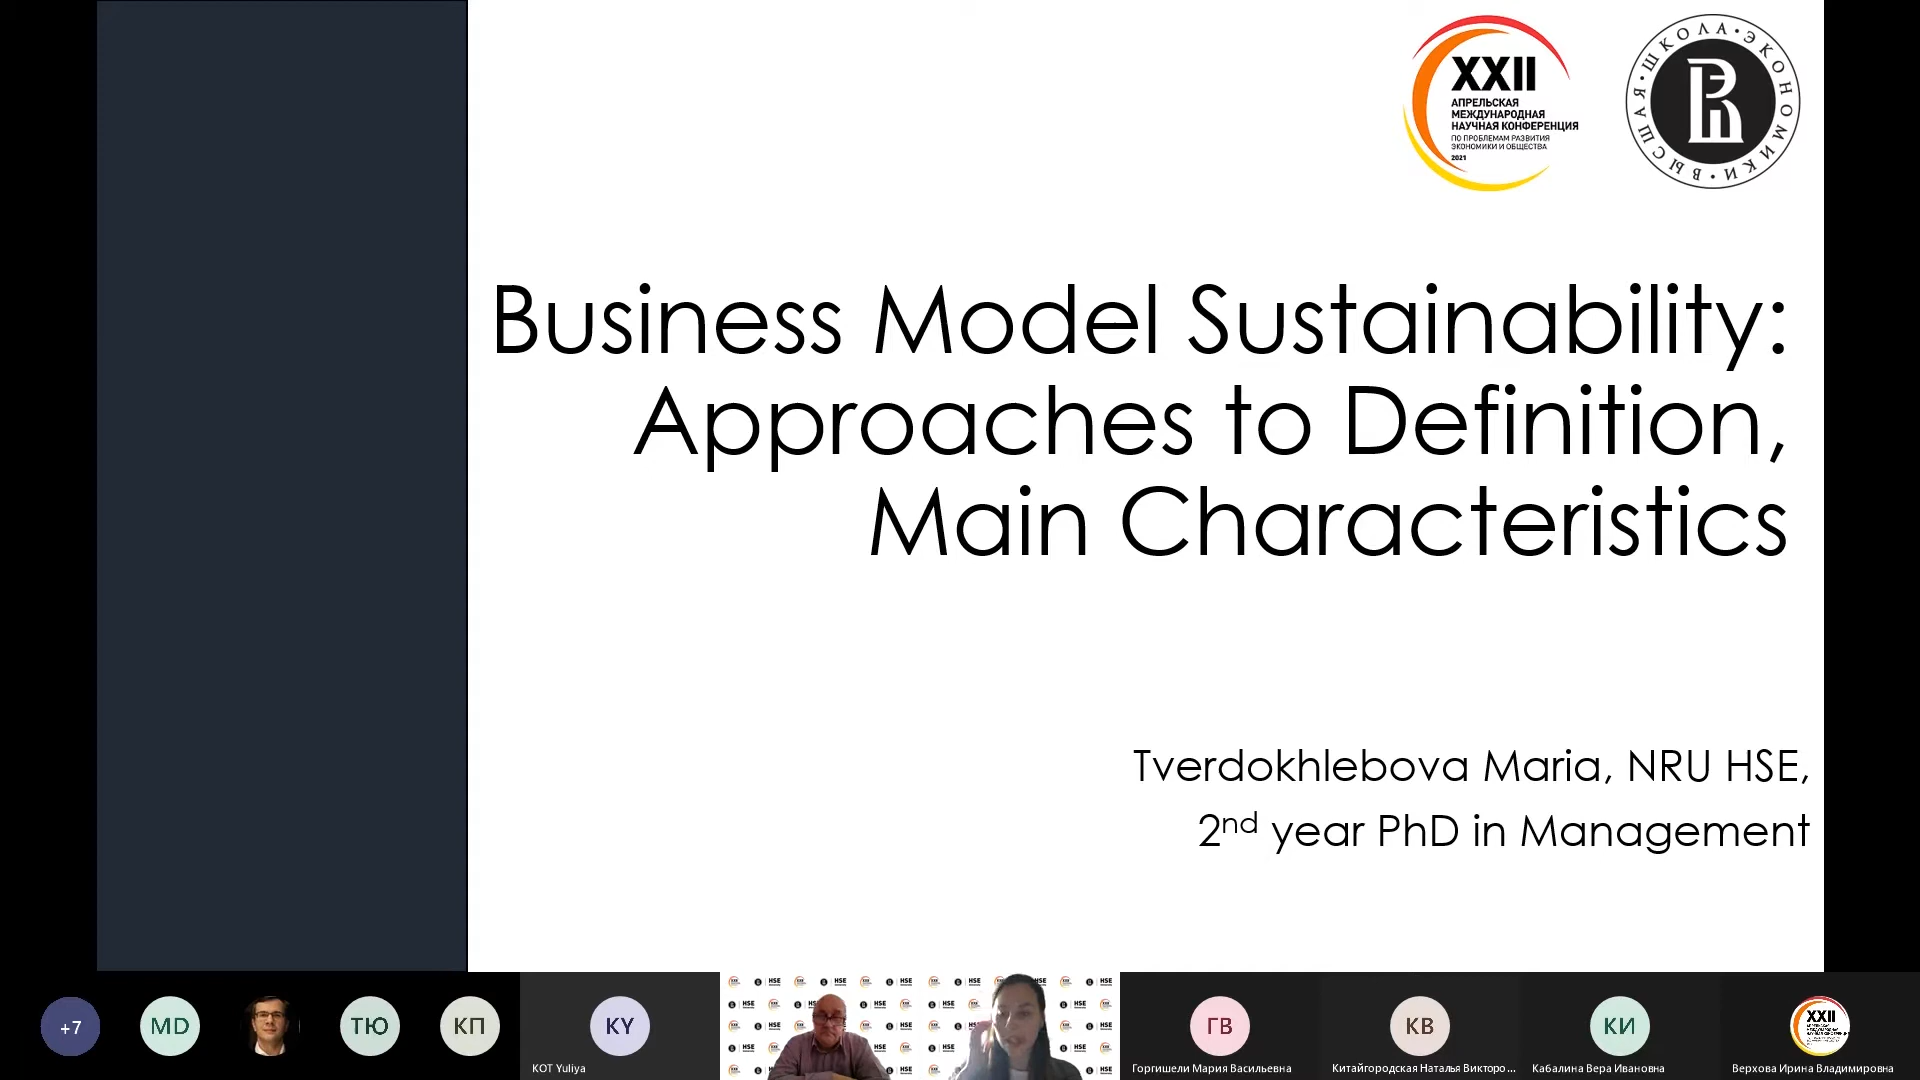 XXII
АПРЕЛЬСКАЯ
МЕЖДУНАРОДНАЯ
НАУЧНАЯ КОНФЕРЕНЦИЯ
ПО ПРОБЛЕМАМ РАЗВИТИЯ
ЭКОНОМИКИ И ОБЩЕСТВА
2021
ВЫСШАЯ • ШКОЛА • ЭКОНОМИКИ •
Business Model Sustainability:
Approaches to Definition,
Main Characteristics
Tverdokhlebova Maria, NRU HSE,
2nd year PhD in Management
+7
MD
ТЮ
КП
KY
KOT Yuliya
HSE
ГВ
Горгишели Мария Васильевна
КВ
Китайгородская Наталья Викторо ...
КИ
Кабалина Вера Ивановна
XXII
Верхова Ирина Владимировна